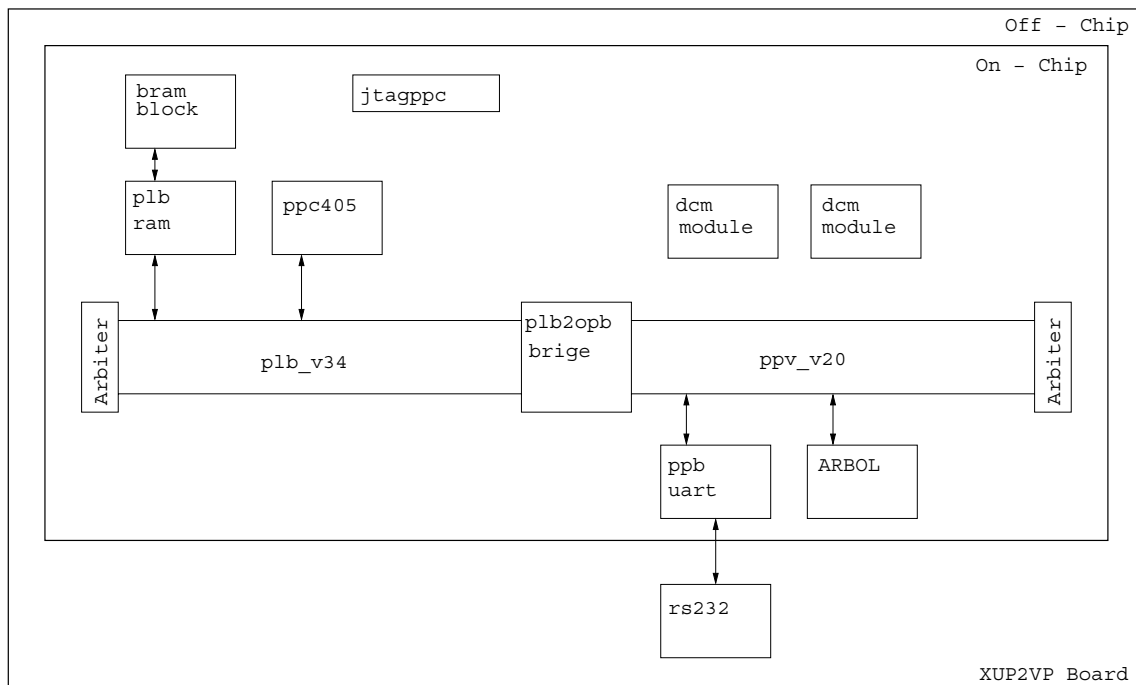 Off - Chip
On - Chip
bram
block
jtagppc
plb
ram
ppc405
dcm
module
dcm
module
Arbiter
plb_v34
plb2opb
brige
ppv_v20
Arbiter
ppb
uart
ARBOL
rs232
XUP2VP Board